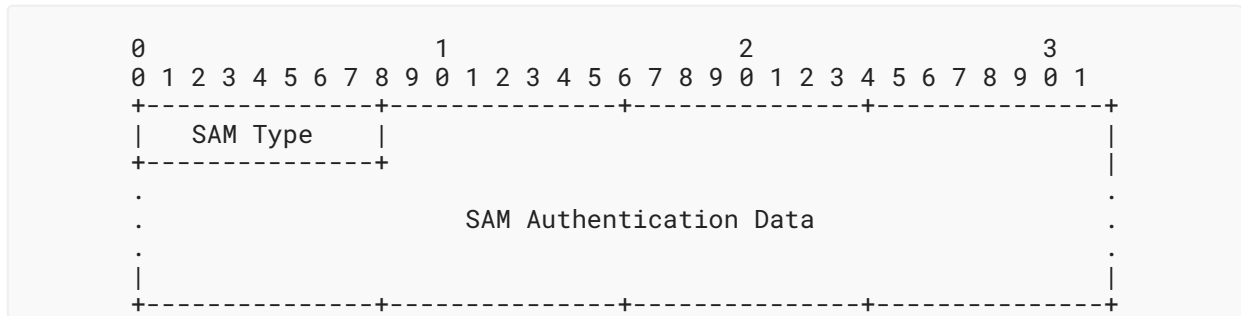 0                   1                   2                   3
0 1 2 3 4 5 6 7 8 9 0 1 2 3 4 5 6 7 8 9 0 1 2 3 4 5 6 7 8 9 0 1
+---------------+---------------+---------------+---------------+
|   SAM Type    |                                               |
+---------------+                                               |
.                                                               .
.                     SAM Authentication Data                   .
.                                                               .
|                                                               |
+---------------+---------------+---------------+---------------+